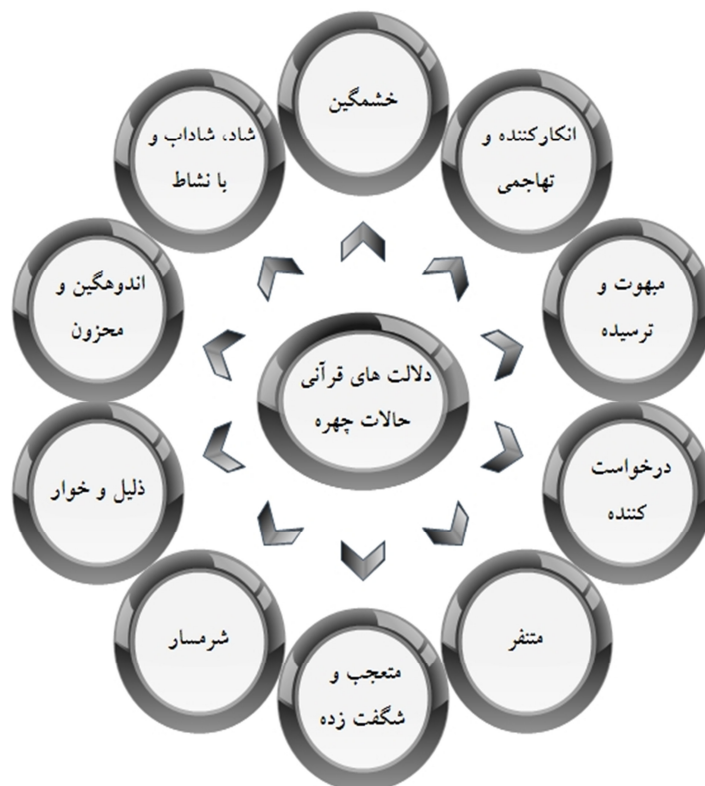 خشمگین
انکارکننده و
تهاجمی
مبهوت و
ترسیده
درخواست
کننده
متنفر
متعجب و
شگفت زده
شرمسار
ذلیل و خوار
اندوهگین و
محزون
شاد، شاداب و
با نشاط
دلالت های قرآنی
حالات چهره